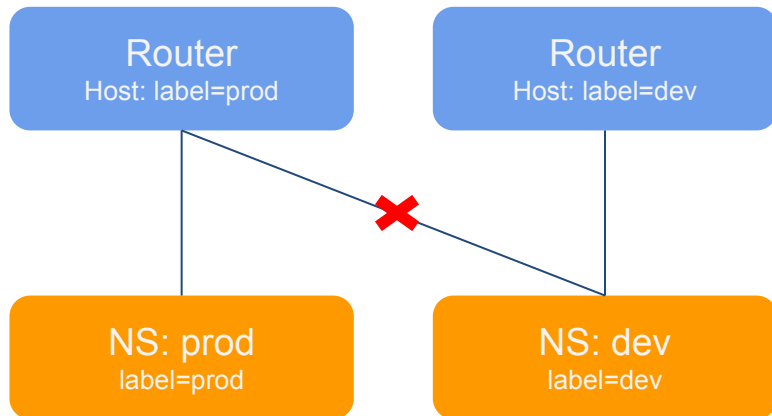 Router
Host: label=prod
Router
Host: label=dev
NS: prod
label=prod
NS: dev
label=dev